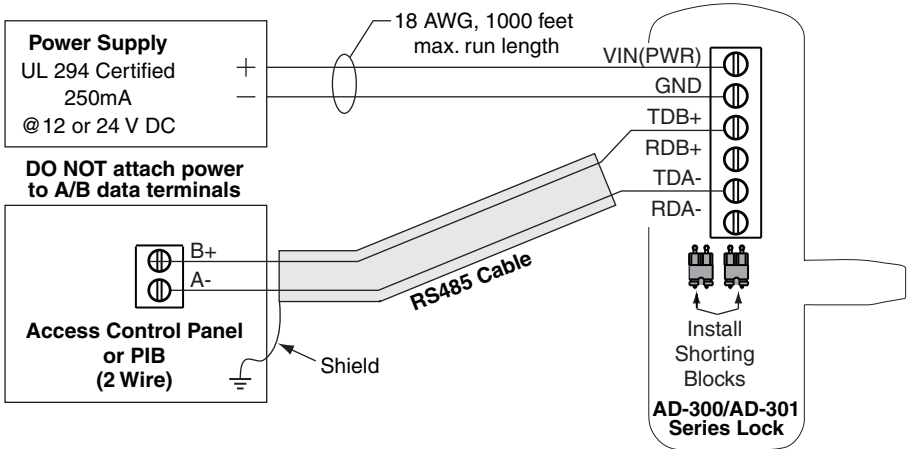 Power Supply
UL 294 Certified
250mA
@12 or 24 V DC
+
−
18 AWG, 1000 feet
max. run length
DO NOT attach power
to A/B data terminals
B+
A-
Access Control Panel
or PIB
(2 Wire)
RS485 Cable
Shield
VIN(PWR)
GND
TDB+
RDB+
TDA-
RDA-
Install
Shorting
Blocks
AD-300/AD-301
Series Lock